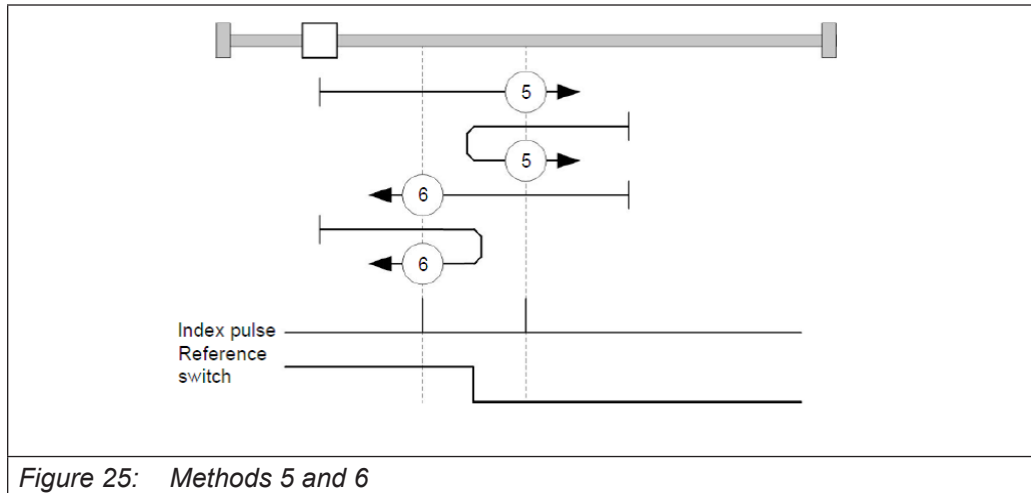 5
5
6
6
Index pulse
Reference
switch
Figure 25: Methods 5 and 6